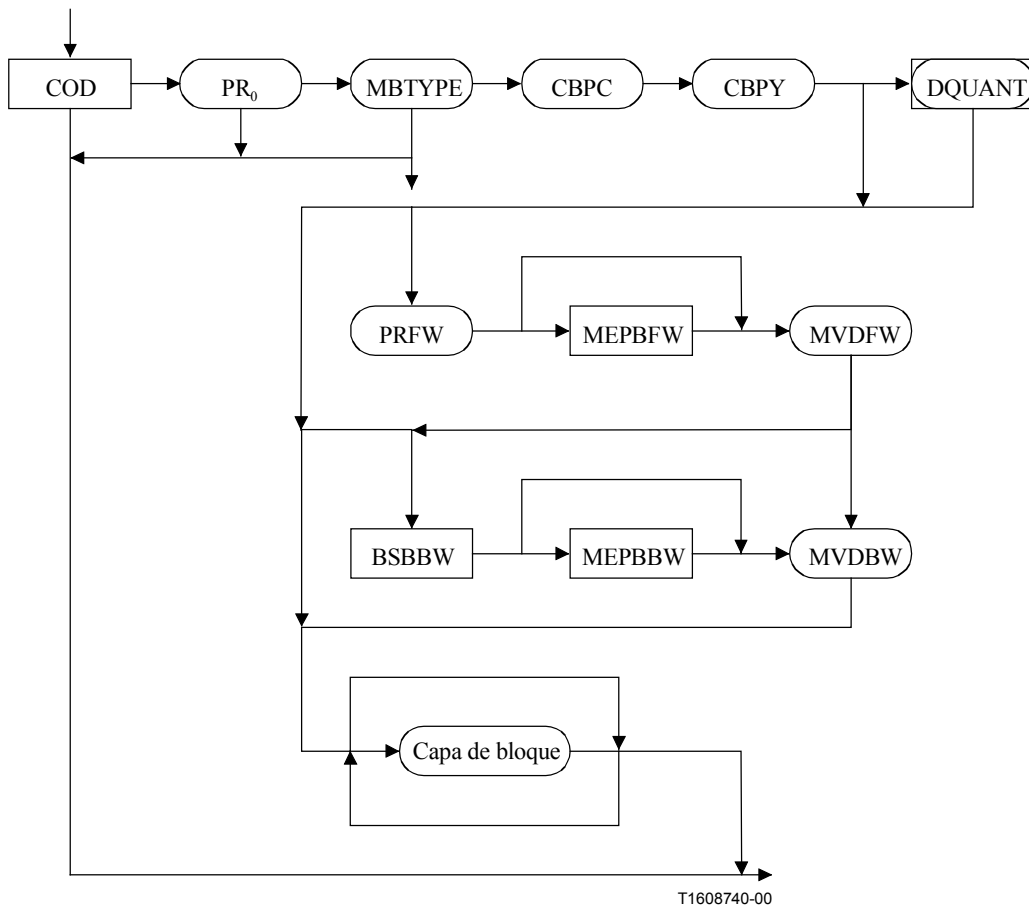 COD PR₀ MBTYPE CBPC CBPY DQUANT
PRFW MEPBFW MVDFW
BSBBW MEPBBW MVDBW
Capa de bloque
T1608740-00